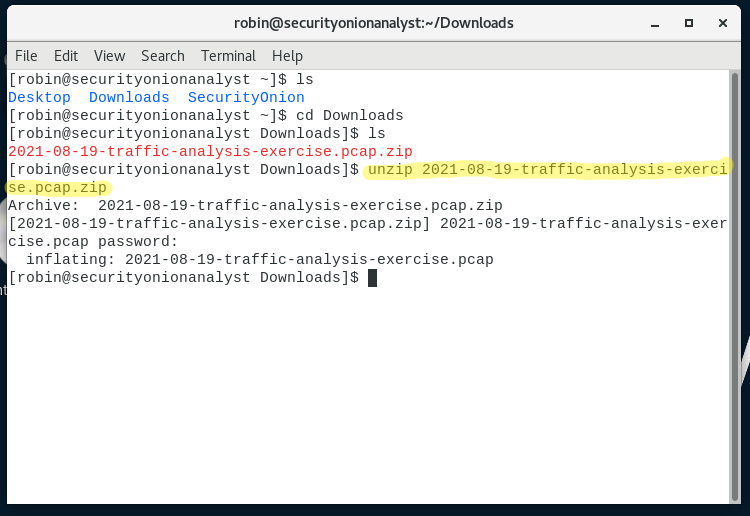 robin@securityonionanalyst:~/Downloads
File Edit View Search Terminal Help
[robin@securityonionanalyst ~]$ ls
Desktop  Downloads  SecurityOnion
[robin@securityonionanalyst ~]$ cd Downloads
[robin@securityonionanalyst Downloads]$ ls
2021-08-19-traffic-analysis-exercise.pcap.zip
[robin@securityonionanalyst Downloads]$ unzip 2021-08-19-traffic-analysis-exerci
se.pcap.zip
Archive:  2021-08-19-traffic-analysis-exercise.pcap.zip
[2021-08-19-traffic-analysis-exercise.pcap.zip] 2021-08-19-traffic-analysis-exer
cise.pcap password:
  inflating: 2021-08-19-traffic-analysis-exercise.pcap
[robin@securityonionanalyst Downloads]$